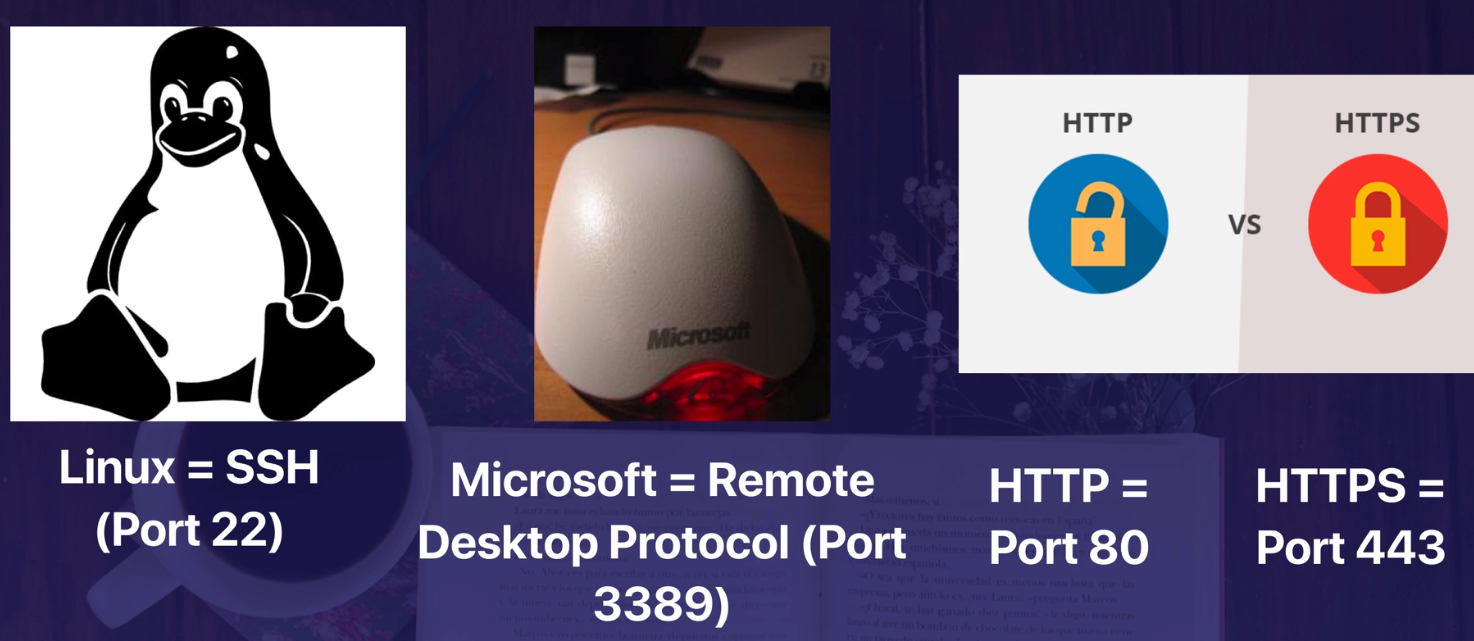 HTTP
HTTPS
VS
Microsoft
Linux = SSH
(Port 22)
Microsoft = Remote
Desktop Protocol (Port
3389)
HTTP =
Port 80
HTTPS =
Port 443